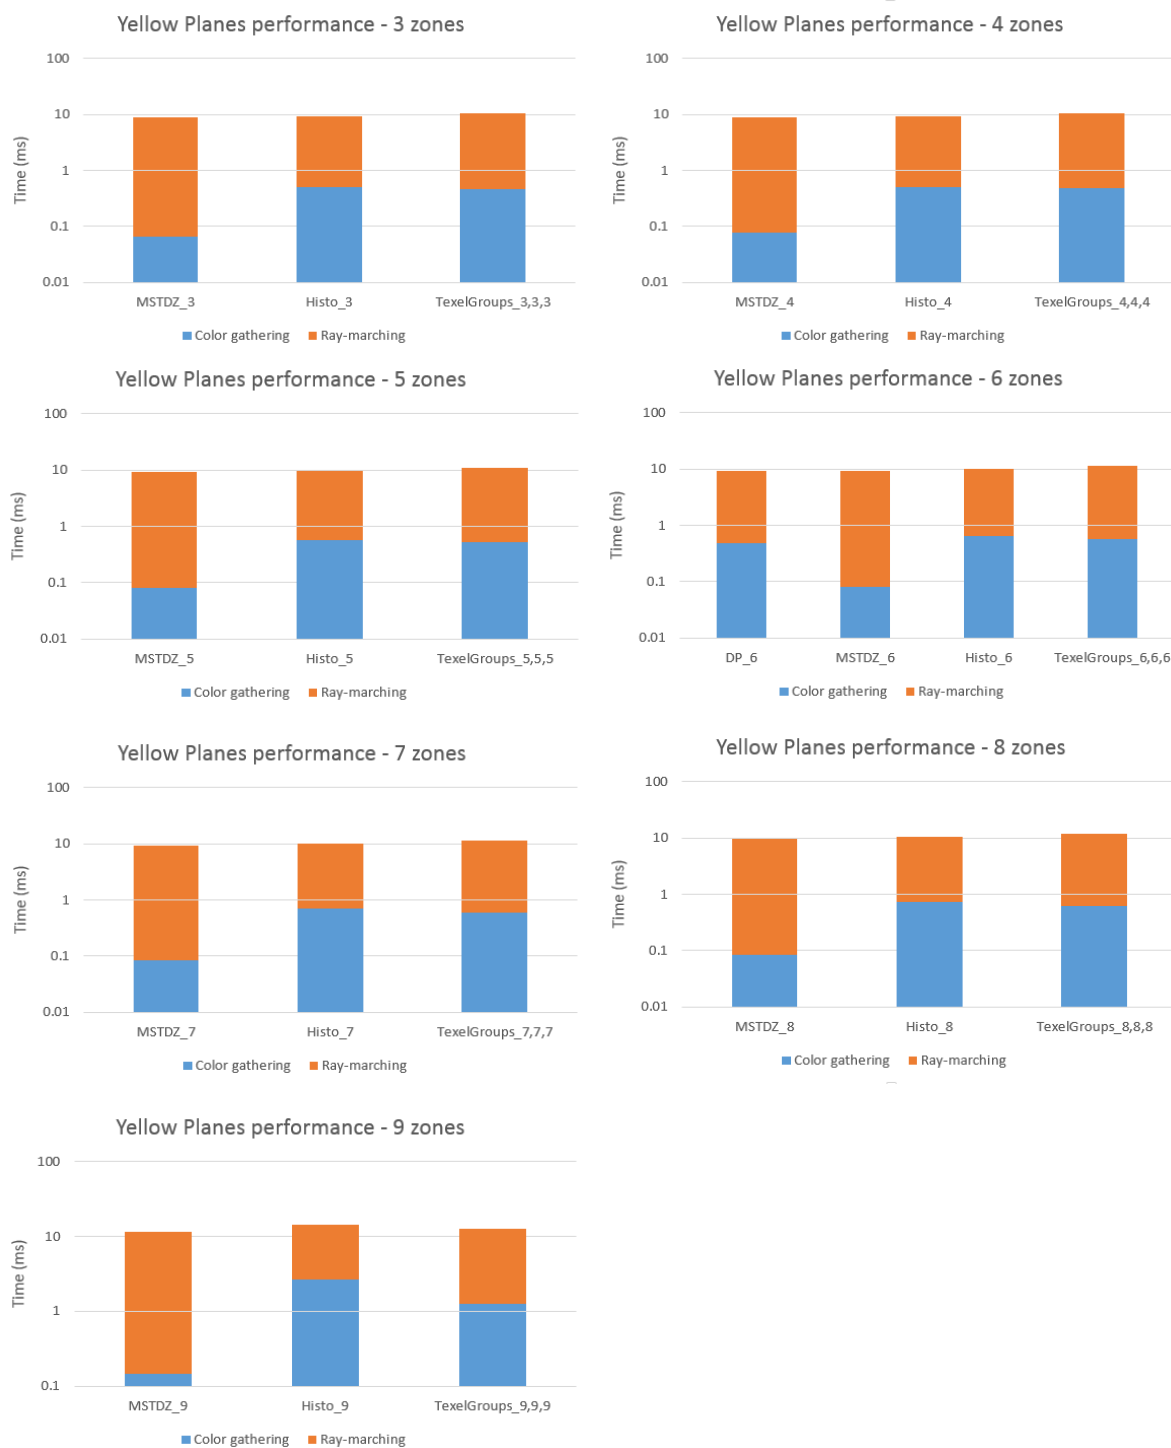 Yellow Planes performance - 3 zones
100
10
1
0.1
0.01
Time (ms)
MSTDZ_3 Histo_3 TexelGroups_3,3,3
Color gathering Ray-marching
Yellow Planes performance - 4 zones
100
10
1
0.1
0.01
Time (ms)
MSTDZ_4 Histo_4 TexelGroups_4,4,4
Color gathering Ray-marching
Yellow Planes performance - 5 zones
100
10
1
0.1
0.01
Time (ms)
MSTDZ_5 Histo_5 TexelGroups_5,5,5
Color gathering Ray-marching
Yellow Planes performance - 6 zones
100
10
1
0.1
0.01
Time (ms)
DP_6 MSTDZ_6 Histo_6 TexelGroups_6,6,6
Color gathering Ray-marching
Yellow Planes performance - 7 zones
100
10
1
0.1
0.01
Time (ms)
MSTDZ_7 Histo_7 TexelGroups_7,7,7
Color gathering Ray-marching
Yellow Planes performance - 8 zones
100
10
1
0.1
0.01
Time (ms)
MSTDZ_8 Histo_8 TexelGroups_8,8,8
Color gathering Ray-marching
Yellow Planes performance - 9 zones
100
10
1
0.1
Time (ms)
MSTDZ_9 Histo_9 TexelGroups_9,9,9
Color gathering Ray-marching